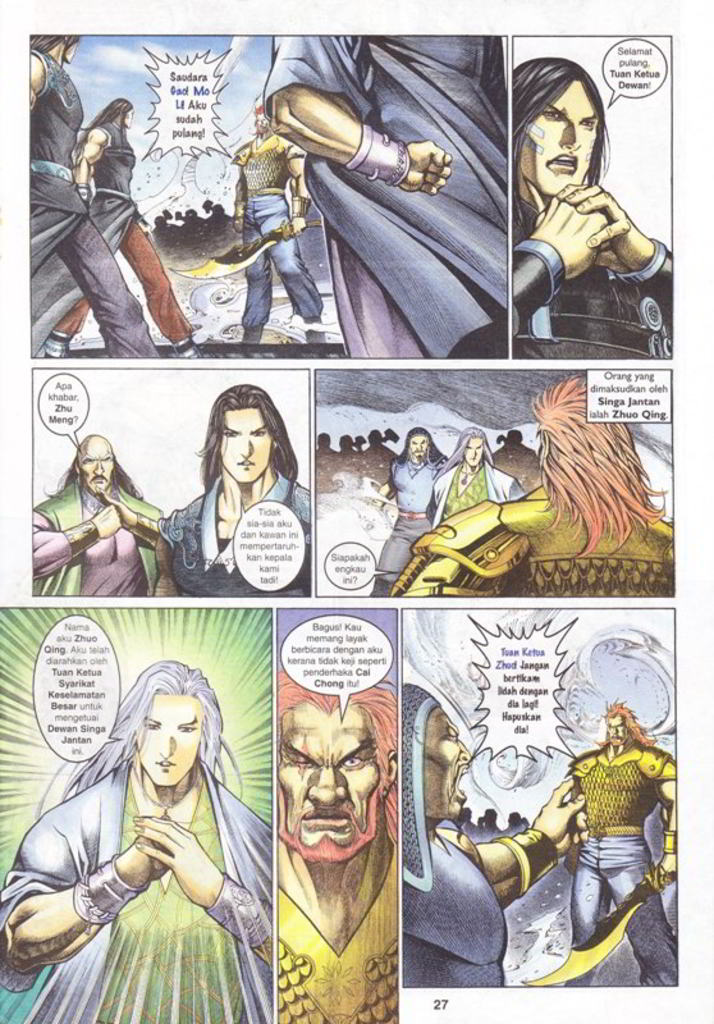 Saudara
Gad Mo
Li! Aku
sudah
pulang!
Selamat
pulang,
Tuan Ketua
Dewan!
Apa
khabar,
Zhu
Meng?
Tidak
sia-sia aku
dan kawan ini
mempertaruh-
kan kepala
kami
tadi!
Orang yang
dimaksudkan oleh
Singa Jantan
ialah Zhuo Qing.
Siapakah
engkau
ini?
Nama
aku Zhuo
Qing. Aku telah
diarahkan oleh
Tuan Ketua
Syarikat
Keselamatan
Besar untuk
mengetuai
Dewan Singa
Jantan
ini.
Bagus! Kau
memang layak
berbicara dengan aku
kerana tidak keji seperti
penderhaka Cai
Chong itu!
Tuan Ketua
Zhu! Jangan
bertikam
lidah dengan
dia lagi!
Hapuskan
dia!
27